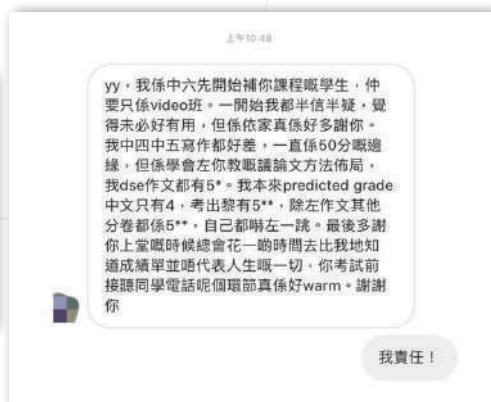 上午10:48
yy，我係中六先開始補你課程嘅學生，仲
要只係video班。一開始我都半信半疑，覺
得未必好有用，但係依家真係好多謝你。
我中四中五寫作都好差，一直係50分嘅邊
緣，但係學會左你教嘅議論文方法佈局，
我dse作文都有5*。我本來predicted grade
中文只有4，考出黎有5**，除左作文其他
分卷都係5**，自己都嚇左一跳。最後多謝
你上堂嘅時候總會花一啲時間去比我地知
道成績單並唔代表人生嘅一切，你考試前
接聽同學電話呢個環節真係好warm。謝謝
你
我責任！